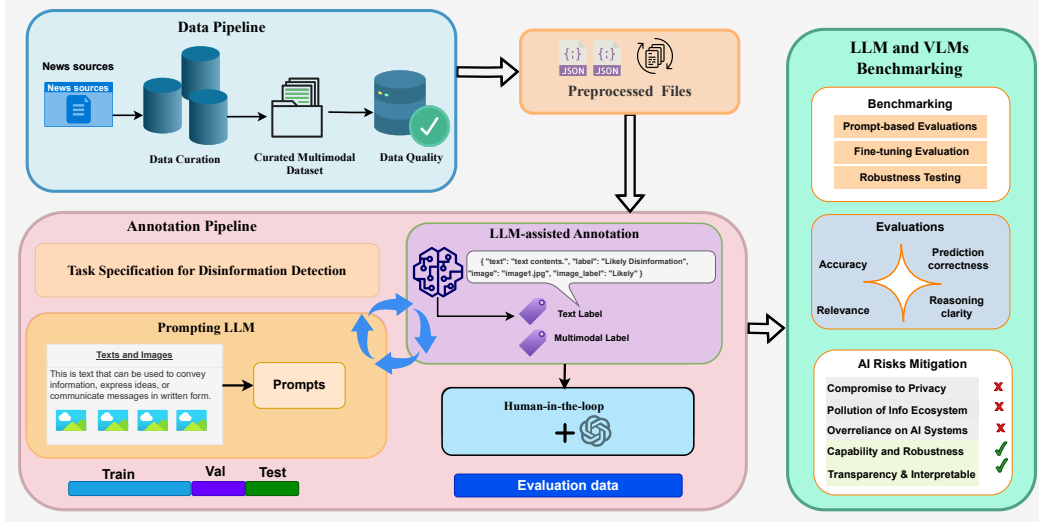 Data Pipeline
News sources
News sources
Data Curation
Curated Multimodal
Dataset
Data Quality
{;}
JSON
{;}
JSON
Preprocessed Files
Annotation Pipeline
Task Specification for Disinformation Detection
Prompting LLM
Texts and Images
This is text that can be used to convey
information, express ideas, or
communicate messages in written form.
Prompts
LLM-assisted Annotation
{ "text": "text contents.", "label": "Likely Disinformation",
"image": "image1.jpg", "image_label": "Likely" }
Text Label
Multimodal Label
Human-in-the-loop
+
Train
Val
Test
Evaluation data
LLM and VLMs
Benchmarking
Benchmarking
Prompt-based Evaluations
Fine-tuning Evaluation
Robustness Testing
Evaluations
Accuracy
Prediction
correctness
Relevance
Reasoning
clarity
AI Risks Mitigation
Compromise to Privacy
Pollution of Info Ecosystem
Overreliance on AI Systems
Capability and Robustness
Transparency & Interpretable